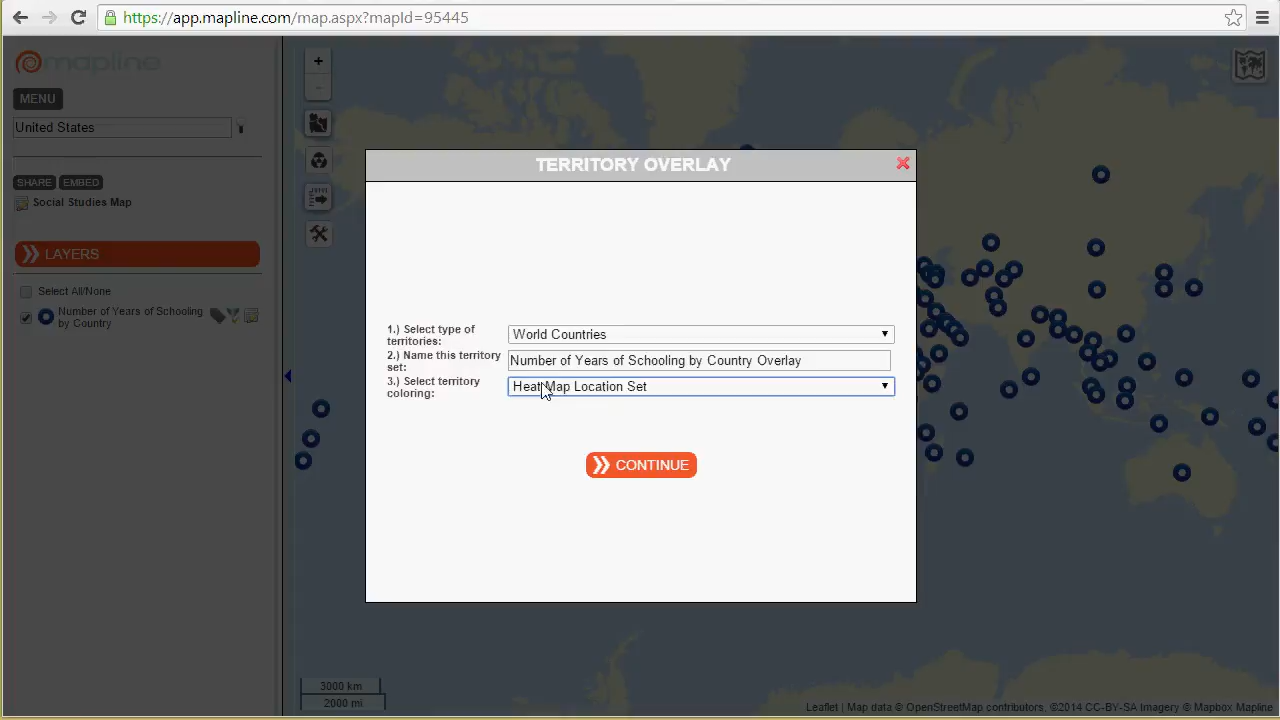 https://app.mapline.com/map.aspx?mapId=95445
mapline
MENU
United States
SHARE EMBED
Social Studies Map
LAYERS
Select All/None
Number of Years of Schooling
by Country
+
-
TERRITORY OVERLAY
1.) Select type of
territories:
World Countries
2.) Name this territory
set:
Number of Years of Schooling by Country Overlay
3.) Select territory
coloring:
Heat Map Location Set
CONTINUE
3000 km
2000 mi
Leaflet | Map data © OpenStreetMap contributors, ©2014 CC-BY-SA Imagery © Mapbox Mapline